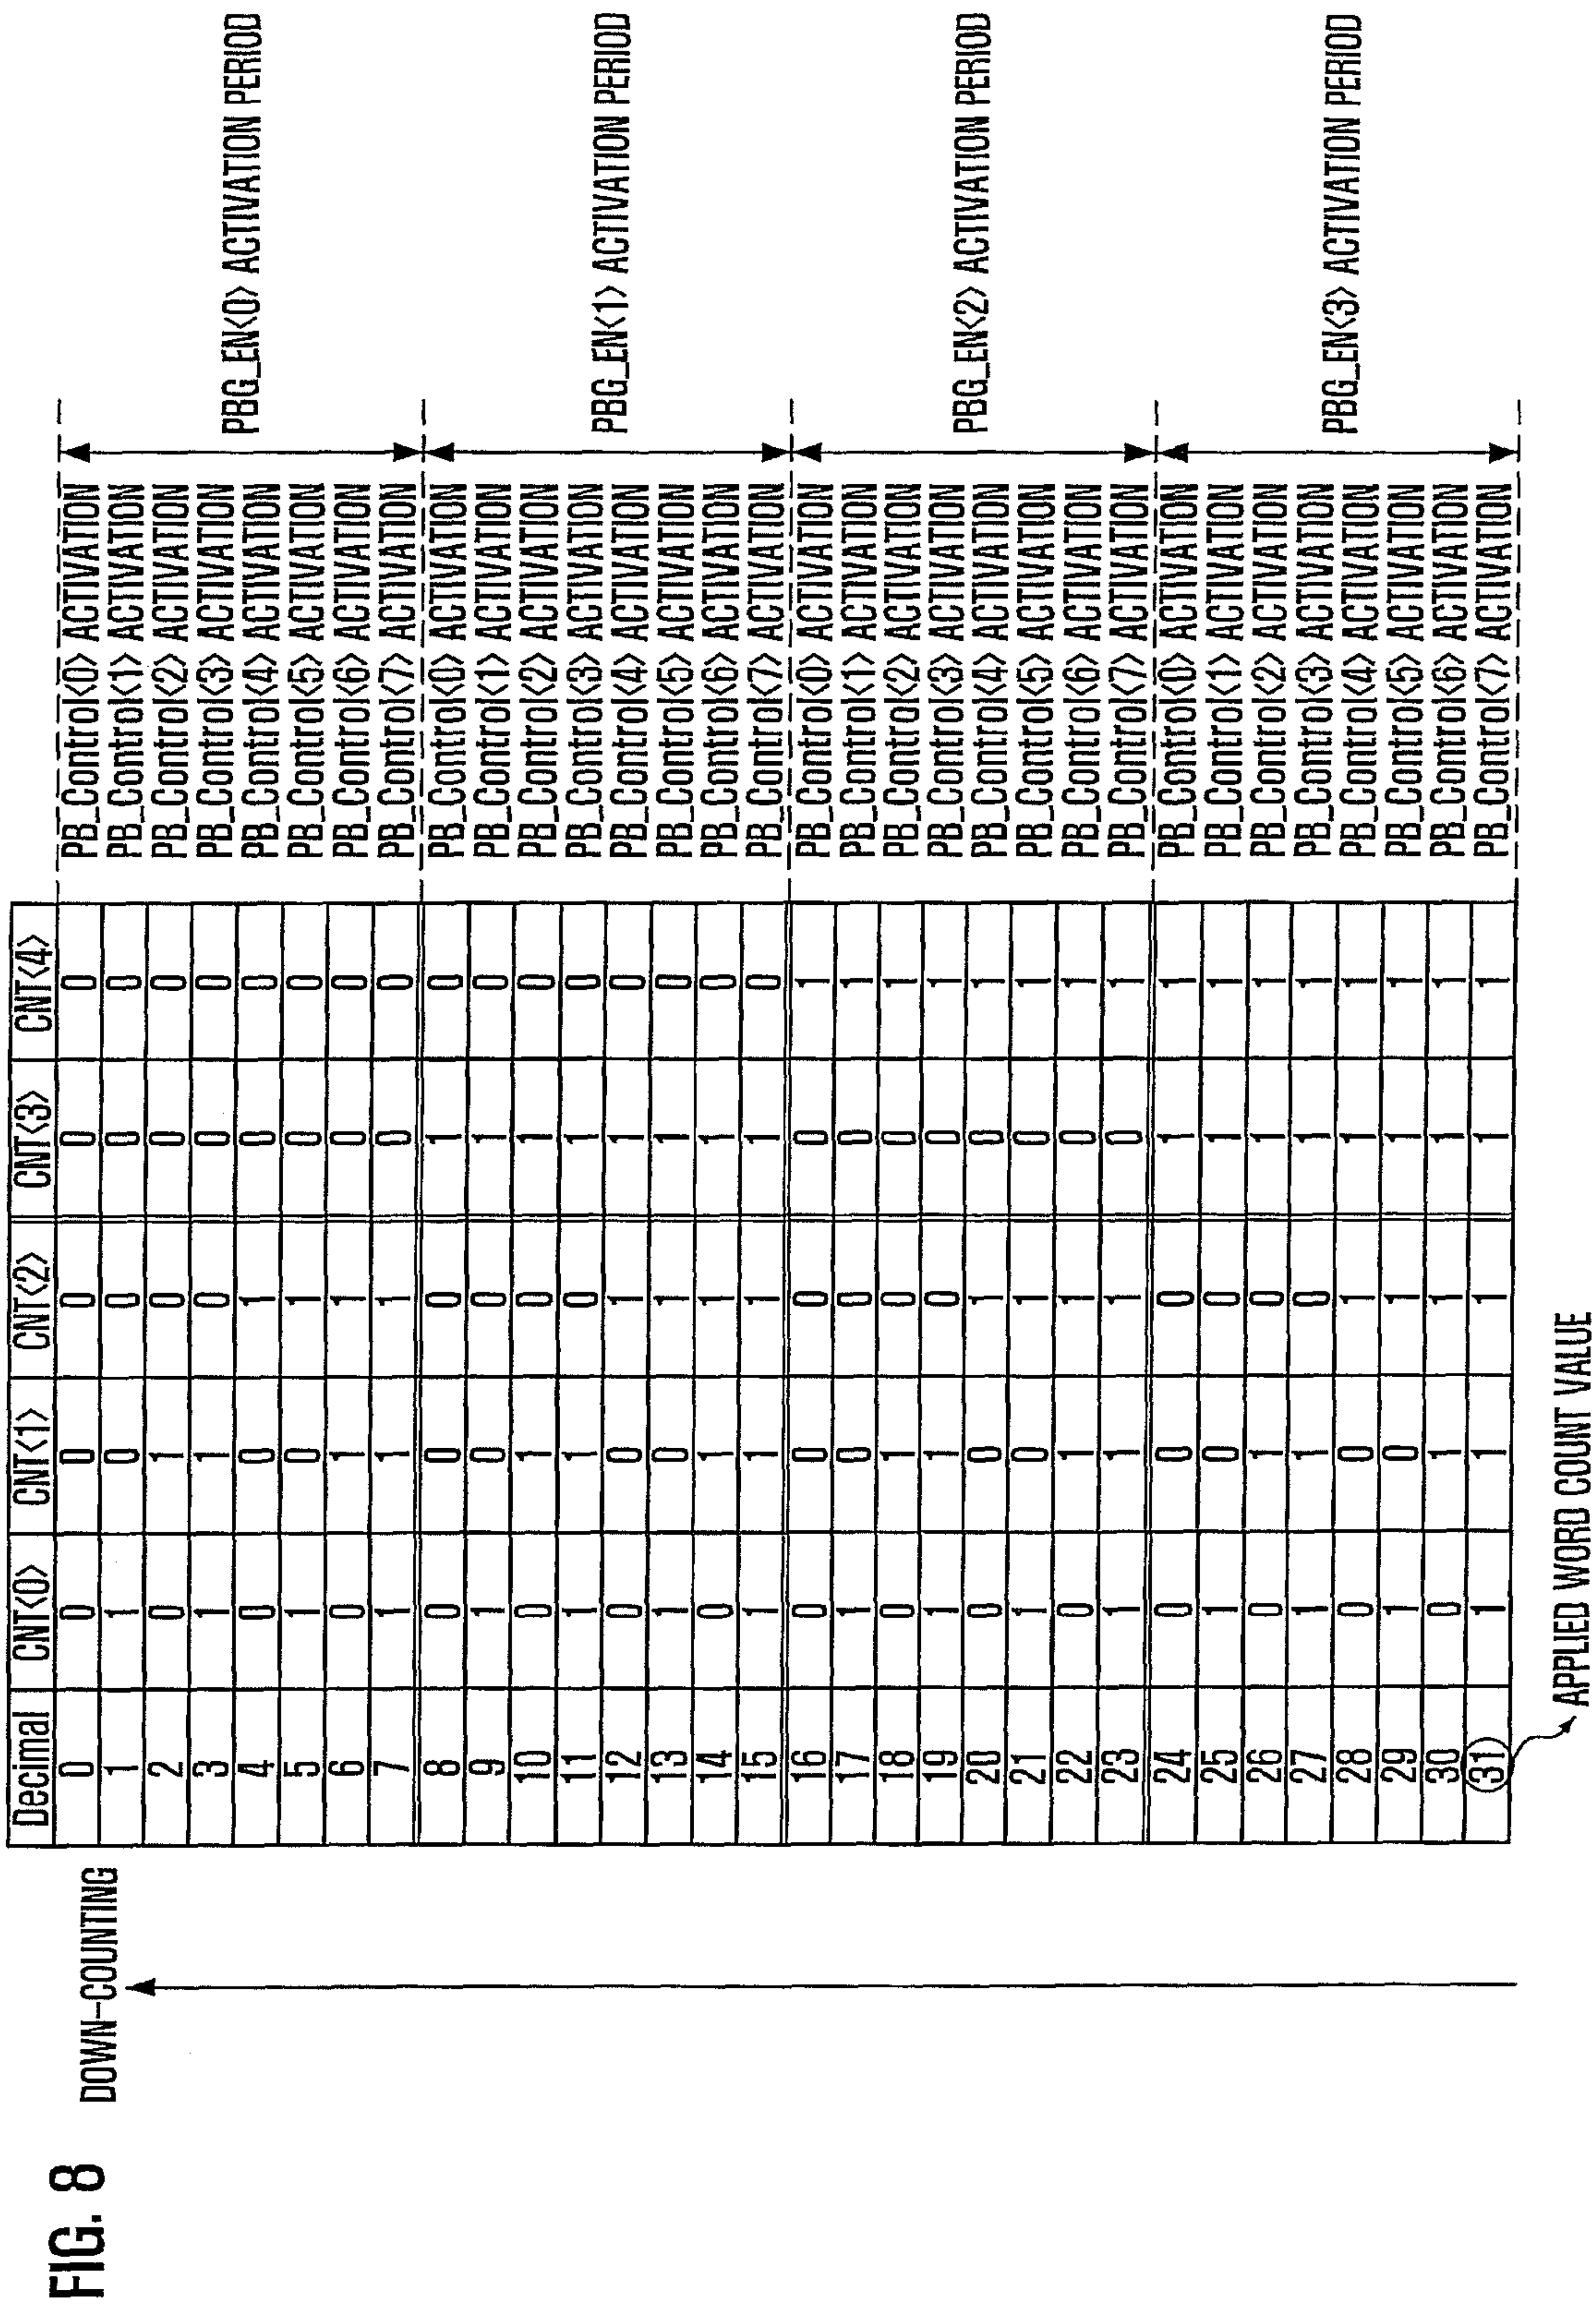 FIG. 8
DOWN-COUNTING
Decimal CNT<0> CNT<1> CNT<2> CNT<3> CNT<4>
0 0 0 0 0 0 PB_Control<0> ACTIVATION
1 1 0 0 0 0 PB_Control<1> ACTIVATION
2 0 1 0 0 0 PB_Control<2> ACTIVATION
3 1 1 0 0 0 PB_Control<3> ACTIVATION
4 0 0 1 0 0 PB_Control<4> ACTIVATION
5 1 0 1 0 0 PB_Control<5> ACTIVATION
6 0 1 1 0 0 PB_Control<6> ACTIVATION
7 1 1 1 0 0 PB_Control<7> ACTIVATION
PBG_EN<0> ACTIVATION PERIOD
8 0 0 0 1 0 PB_Control<0> ACTIVATION
9 1 0 0 1 0 PB_Control<1> ACTIVATION
10 0 1 0 1 0 PB_Control<2> ACTIVATION
11 1 1 0 1 0 PB_Control<3> ACTIVATION
12 0 0 1 1 0 PB_Control<4> ACTIVATION
13 1 0 1 1 0 PB_Control<5> ACTIVATION
14 0 1 1 1 0 PB_Control<6> ACTIVATION
15 1 1 1 1 0 PB_Control<7> ACTIVATION
PBG_EN<1> ACTIVATION PERIOD
16 0 0 0 0 1 PB_Control<0> ACTIVATION
17 1 0 0 0 1 PB_Control<1> ACTIVATION
18 0 1 0 0 1 PB_Control<2> ACTIVATION
19 1 1 0 0 1 PB_Control<3> ACTIVATION
20 0 0 1 0 1 PB_Control<4> ACTIVATION
21 1 0 1 0 1 PB_Control<5> ACTIVATION
22 0 1 1 0 1 PB_Control<6> ACTIVATION
23 1 1 1 0 1 PB_Control<7> ACTIVATION
PBG_EN<2> ACTIVATION PERIOD
24 0 0 0 1 1 PB_Control<0> ACTIVATION
25 1 0 0 1 1 PB_Control<1> ACTIVATION
26 0 1 0 1 1 PB_Control<2> ACTIVATION
27 1 1 0 1 1 PB_Control<3> ACTIVATION
28 0 0 1 1 1 PB_Control<4> ACTIVATION
29 1 0 1 1 1 PB_Control<5> ACTIVATION
30 0 1 1 1 1 PB_Control<6> ACTIVATION
31 1 1 1 1 1 PB_Control<7> ACTIVATION
PBG_EN<3> ACTIVATION PERIOD
APPLIED WORD COUNT VALUE